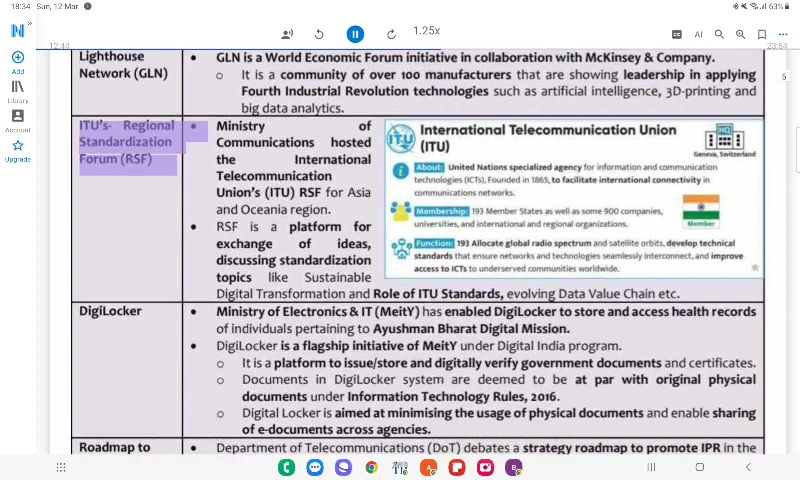 18:34 Sun, 12 Mar
63%
1.25x
AI
12:44
23:54
Add
Library
Account
Upgrade
5
Lighthouse
Network (GLN)
• GLN is a World Economic Forum initiative in collaboration with McKinsey & Company.
o It is a community of over 100 manufacturers that are showing leadership in applying
Fourth Industrial Revolution technologies such as artificial intelligence, 3D-printing and
big data analytics.
ITU's- Regional
Standardization
Forum (RSF)
• Ministry of
Communications hosted
the International
Telecommunication
Union's (ITU) RSF for Asia
and Oceania region.
• RSF is a platform for
exchange of ideas,
discussing standardization
topics like Sustainable
Digital Transformation and Role of ITU Standards, evolving Data Value Chain etc.
ITU
International Telecommunication Union
(ITU)
HQ
Geneva, Switzerland
About: United Nations specialized agency for information and communication
technologies (ICTs), Founded in 1865, to facilitate international connectivity in
communications networks.
Membership: 193 Member States as well as some 900 companies,
universities, and international and regional organizations.
Member
Function: 193 Allocate global radio spectrum and satellite orbits, develop technical
standards that ensure networks and technologies seamlessly interconnect, and improve
access to ICTs to underserved communities worldwide.
DigiLocker
• Ministry of Electronics & IT (MeitY) has enabled DigiLocker to store and access health records
of individuals pertaining to Ayushman Bharat Digital Mission.
• DigiLocker is a flagship initiative of MeitY under Digital India program.
o It is a platform to issue/store and digitally verify government documents and certificates.
o Documents in DigiLocker system are deemed to be at par with original physical
documents under Information Technology Rules, 2016.
o Digital Locker is aimed at minimising the usage of physical documents and enable sharing
of e-documents across agencies.
Roadmap to
• Department of Telecommunications (DoT) debates a strategy roadmap to promote IPR in the